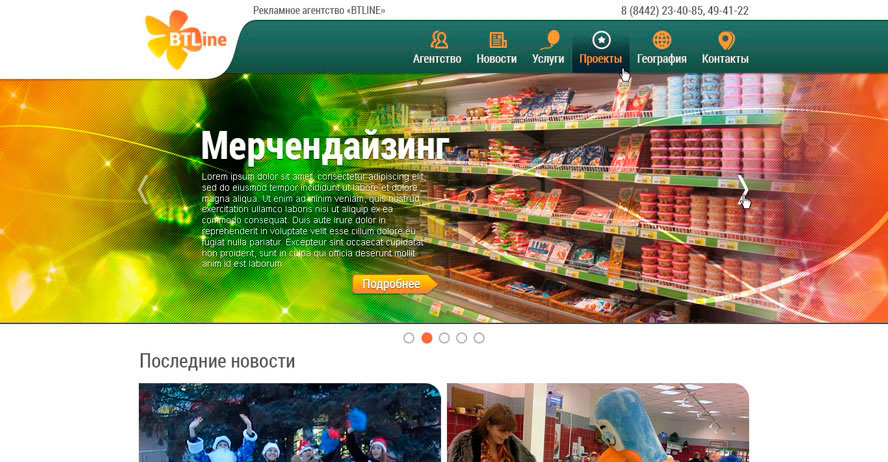 Рекламное агентство «BTLINE»
8 (8442) 23-40-85, 49-41-22
BTLine
Агентство
Новости
Услуги
Проекты
География
Контакты
Мерчендайзинг
Lorem ipsum dolor sit amet, consectetur adipiscing elit,
sed do eiusmod tempor incididunt ut labore et dolore
magna aliqua. Ut enim ad minim veniam, quis nostrud
exercitation ullamco laboris nisi ut aliquip ex ea
commodo consequat. Duis aute irure dolor in
reprehenderit in voluptate velit esse cillum dolore eu
fugiat nulla pariatur. Excepteur sint occaecat cupidatat
non proident, sunt in culpa qui officia deserunt mollit
anim id est laborum.
Подробнее
Последние новости